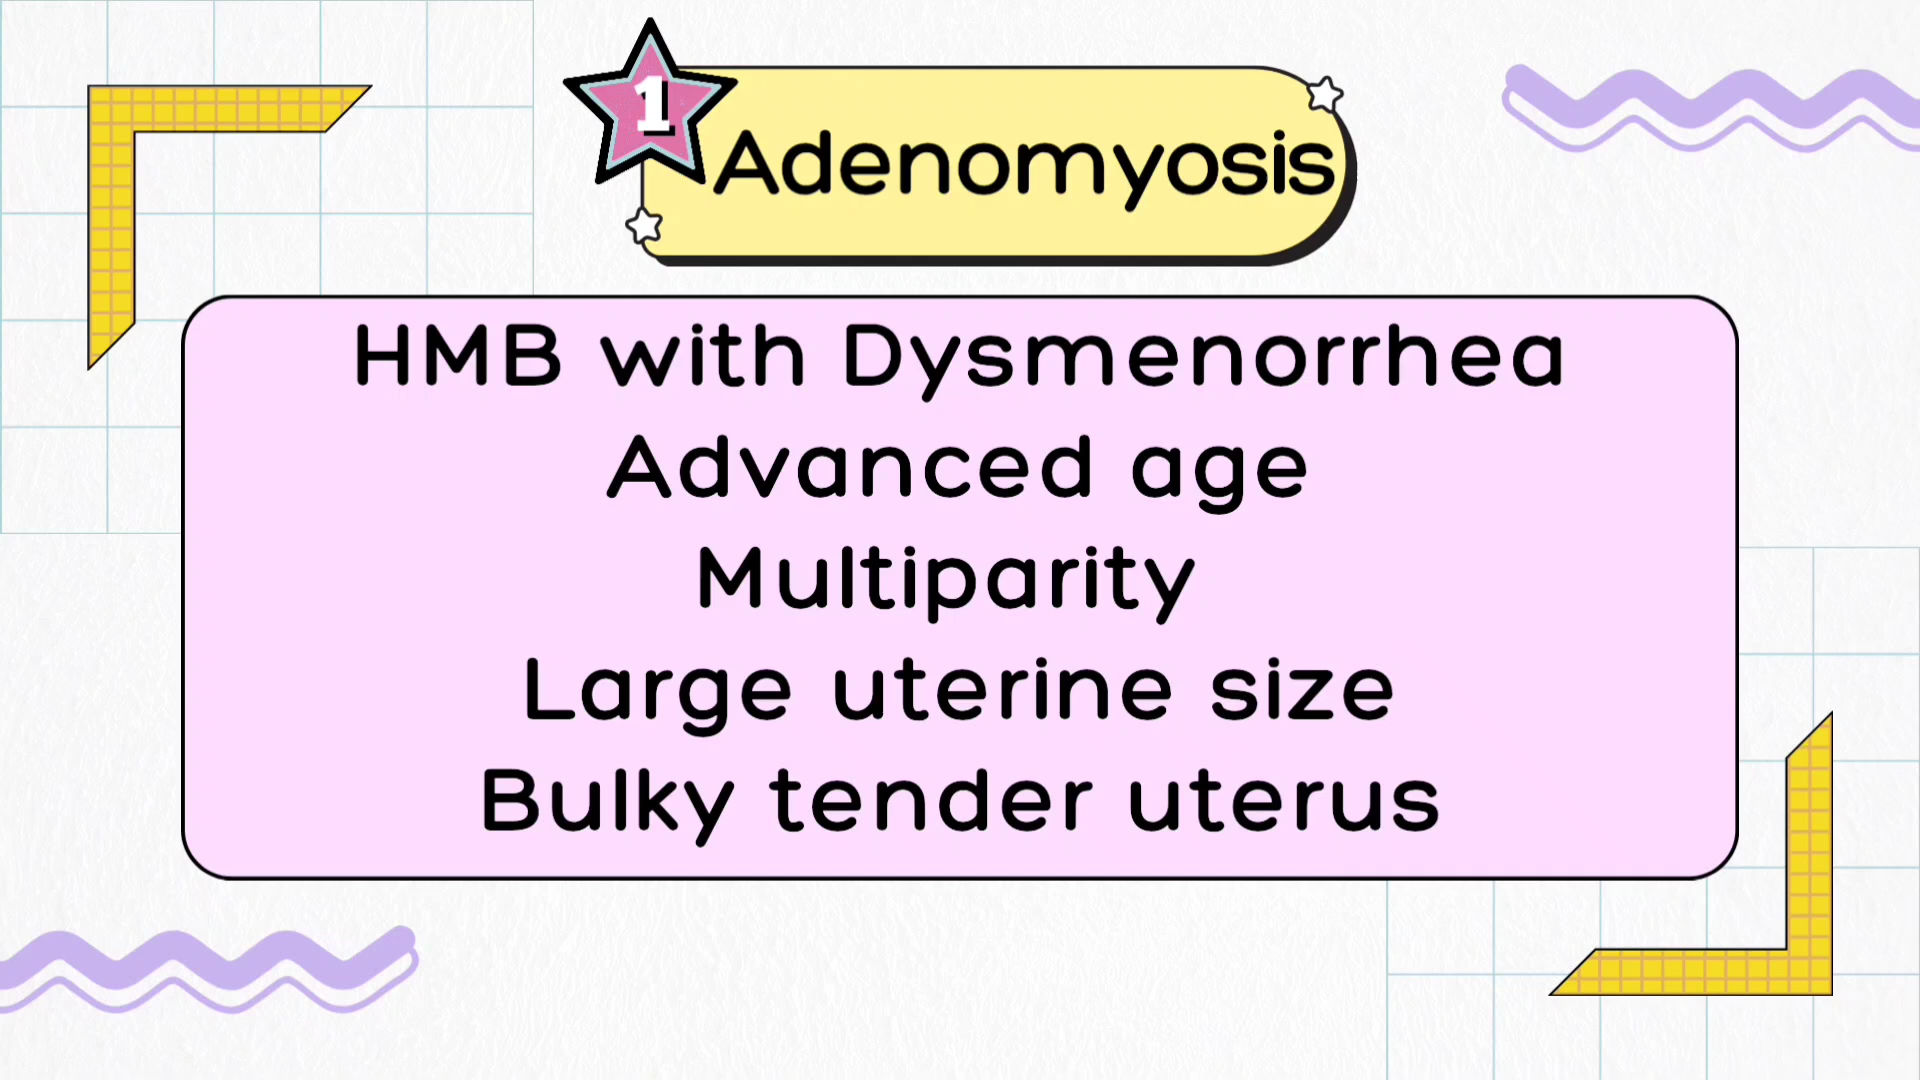 1
Adenomyosis
HMB with Dysmenorrhea
Advanced age
Multiparity
Large uterine size
Bulky tender uterus